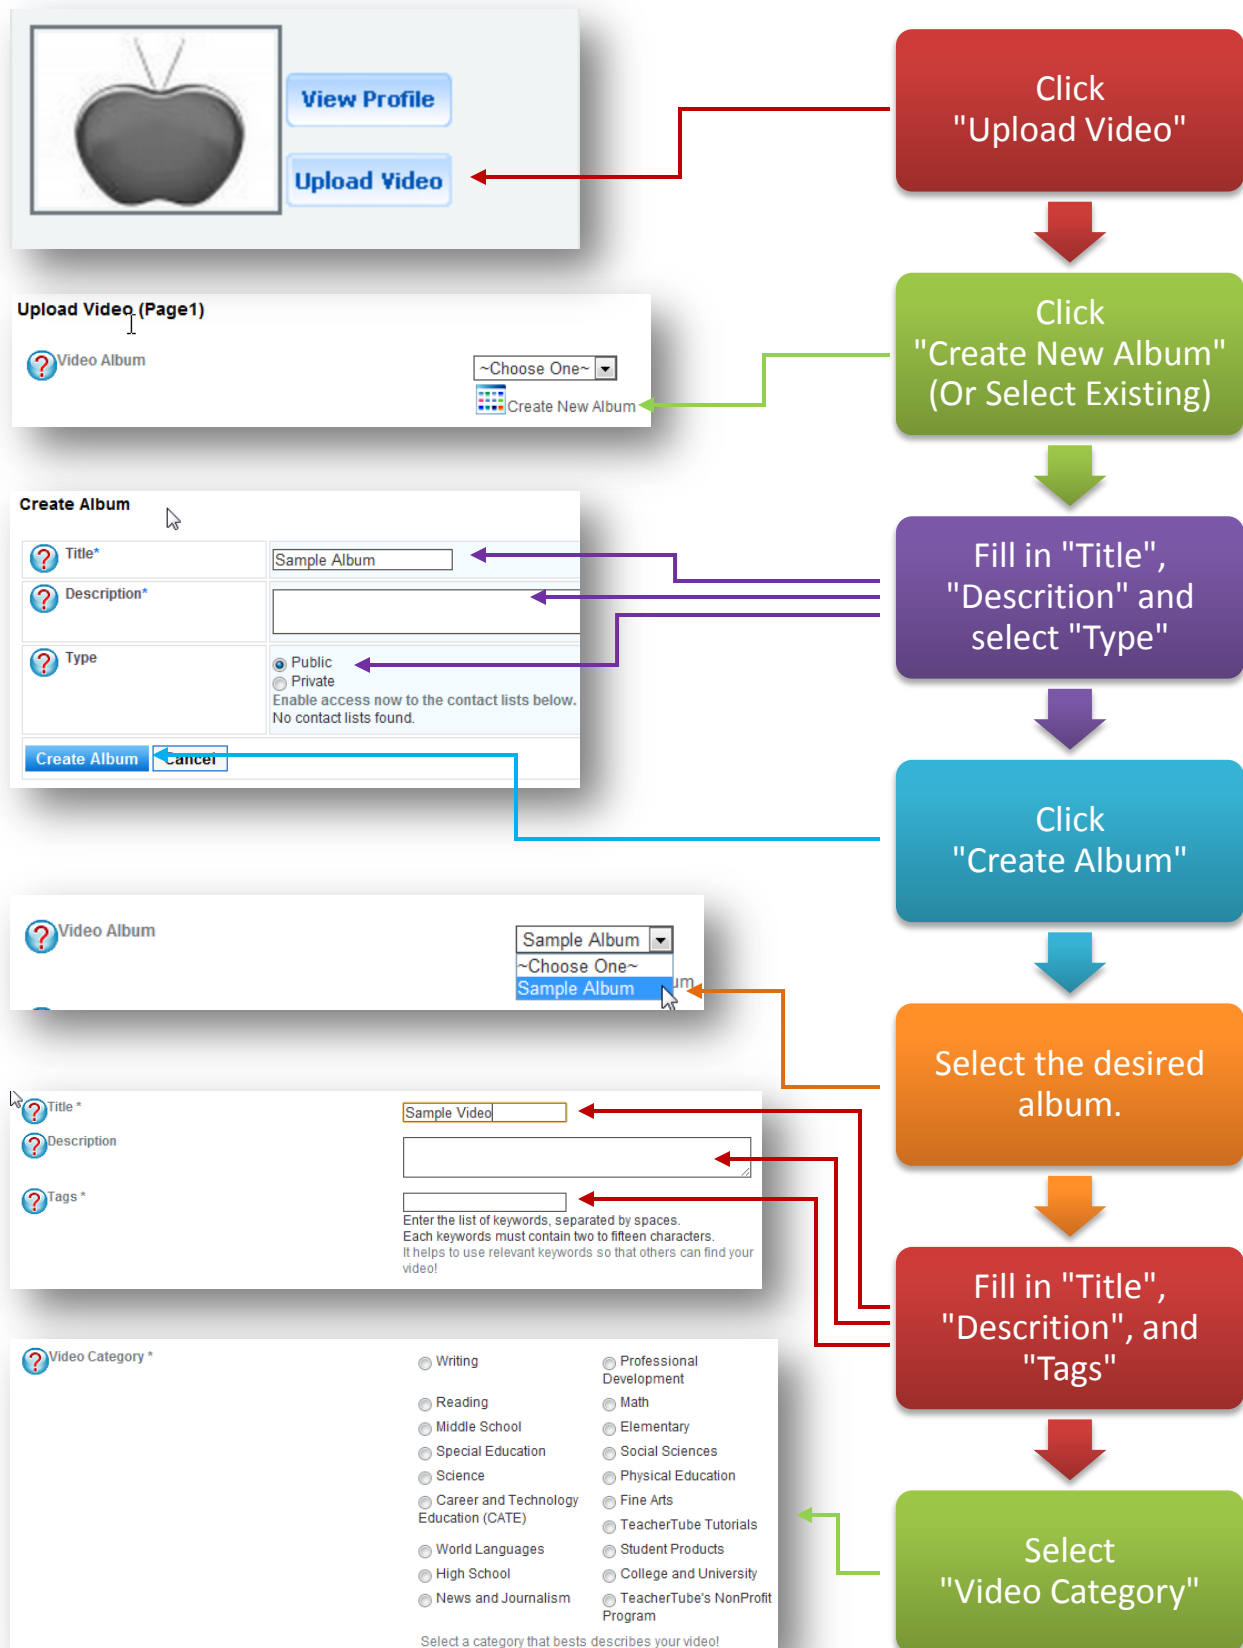 View Profile
Upload Video
Click
"Upload Video"
Upload Video (Page1)
Video Album
~Choose One~
Create New Album
Click
"Create New Album"
(Or Select Existing)
Create Album
Title*
Sample Album
Description*
Type
Public
Private
Enable access now to the contact lists below.
No contact lists found.
Create Album
Cancel
Fill in "Title",
"Descrition" and
select "Type"
Click
"Create Album"
Video Album
Sample Album
~Choose One~
Sample Album
um
Select the desired
album.
Title *
Sample Video
Description
Tags *
Enter the list of keywords, separated by spaces.
Each keywords must contain two to fifteen characters.
It helps to use relevant keywords so that others can find your
video!
Fill in "Title",
"Descrition", and
"Tags"
Video Category *
Writing
Professional
Development
Reading
Math
Middle School
Elementary
Special Education
Social Sciences
Science
Physical Education
Career and Technology
Education (CATE)
Fine Arts
TeacherTube Tutorials
World Languages
Student Products
High School
College and University
News and Journalism
TeacherTube's NonProfit
Program
Select a category that bests describes your video!
Select
"Video Category"